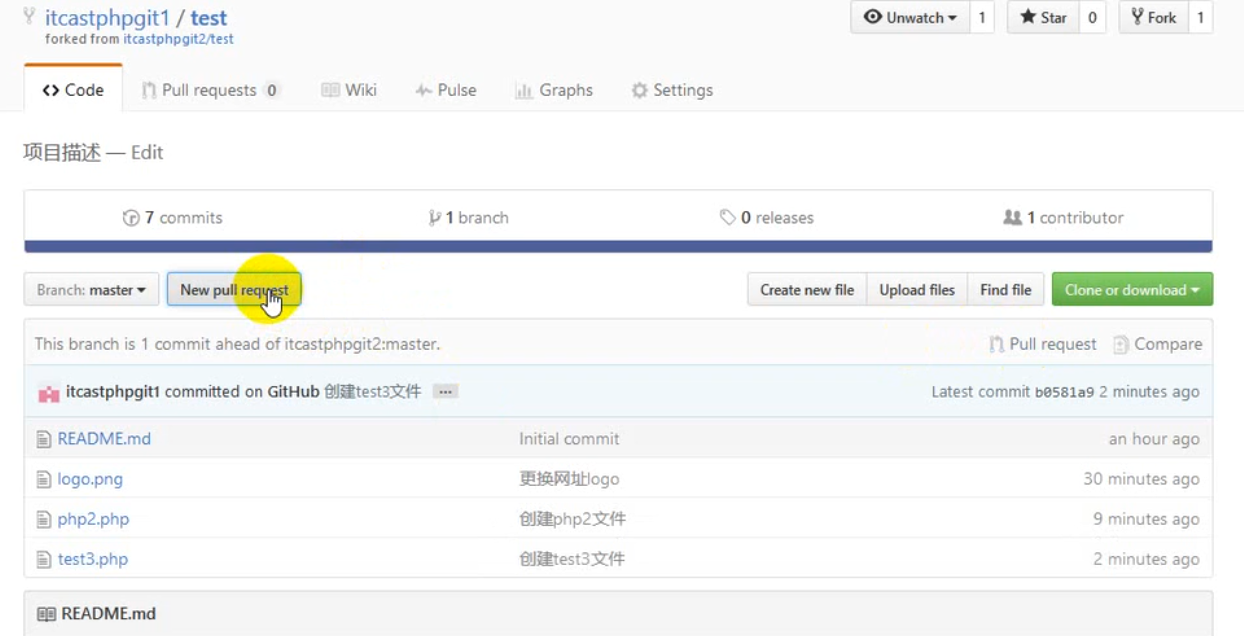 itcastphpgit1 / test
Unwatch 1 Star 0 Fork 1
forked from itcastphpgit2/test
Code Pull requests 0 Wiki Pulse Graphs Settings
项目描述 — Edit
7 commits 1 branch 0 releases 1 contributor
Branch: master New pull request Create new file Upload files Find file Clone or download
This branch is 1 commit ahead of itcastphpgit2:master. Pull request Compare
itcastphpgit1 committed on GitHub 创建test3文件 ... Latest commit b0581a9 2 minutes ago
README.md Initial commit an hour ago
logo.png 更换网址logo 30 minutes ago
php2.php 创建php2文件 9 minutes ago
test3.php 创建test3文件 2 minutes ago
README.md